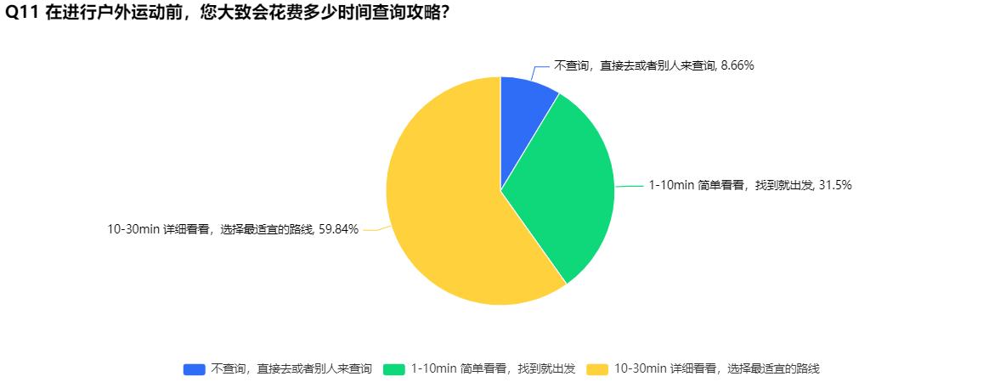 Q11 在进行户外运动前，您大致会花费多少时间查询攻略？
不查询，直接去或者别人来查询, 8.66%
1-10min 简单看看，找到就出发, 31.5%
10-30min 详细看看，选择最适宜的路线, 59.84%
不查询，直接去或者别人来查询
1-10min 简单看看，找到就出发
10-30min 详细看看，选择最适宜的路线